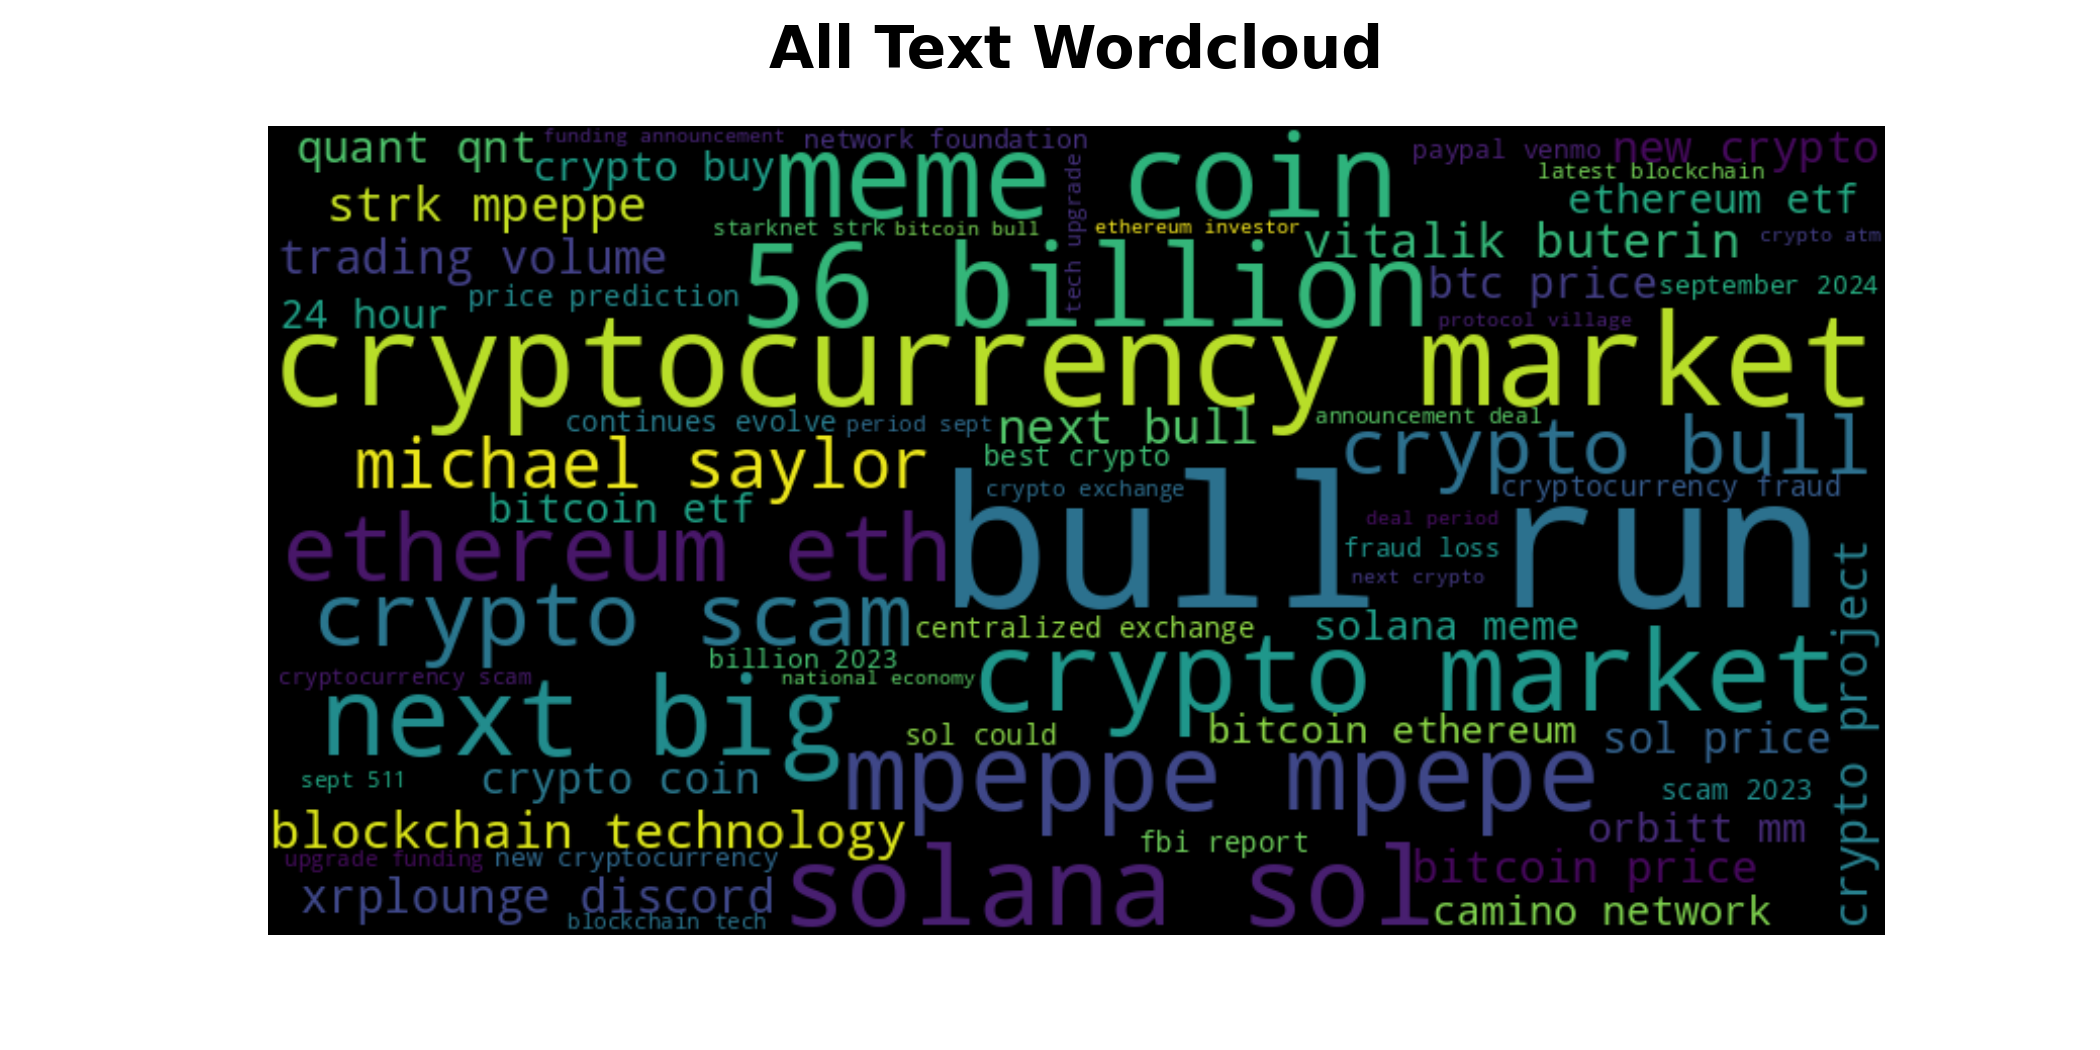 All Text Wordcloud
quant qnt
funding announcement
network foundation
crypto buy
meme coin
paypal venmo
new crypto
latest blockchain
strk mpeppe
ethereum etf
starknet strk
bitcoin bull
tech upgrade
ethereum investor
vitalik buterin
crypto atm
trading volume
56 billion
btc price
september 2024
24 hour
price prediction
protocol village
cryptocurrency market
continues evolve
period sept
next bull
announcement deal
michael saylor
best crypto
crypto bull
bitcoin etf
crypto exchange
cryptocurrency fraud
ethereum eth
bull run
deal period
fraud loss
next crypto
crypto scam
centralized exchange
solana meme
crypto project
billion 2023
cryptocurrency scam
national economy
crypto market
next big
sol could
bitcoin ethereum
sol price
sept 511
crypto coin
mpeppe mpepe
scam 2023
blockchain technology
fbi report
orbitt mm
upgrade funding
new cryptocurrency
solana sol
bitcoin price
xrplounge discord
blockchain tech
camino network